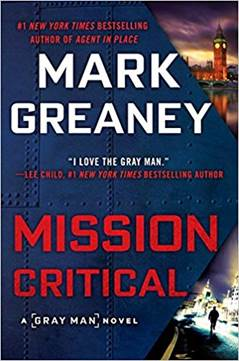 #1 NEW YORK TIMES BESTSELLING
AUTHOR OF AGENT IN PLACE
MARK
GREANEY
"I LOVE THE GRAY MAN."
—LEE CHILD, #1 NEW YORK TIMES BESTSELLING AUTHOR
MISSION
CRITICAL
A [GRAY MAN] NOVEL